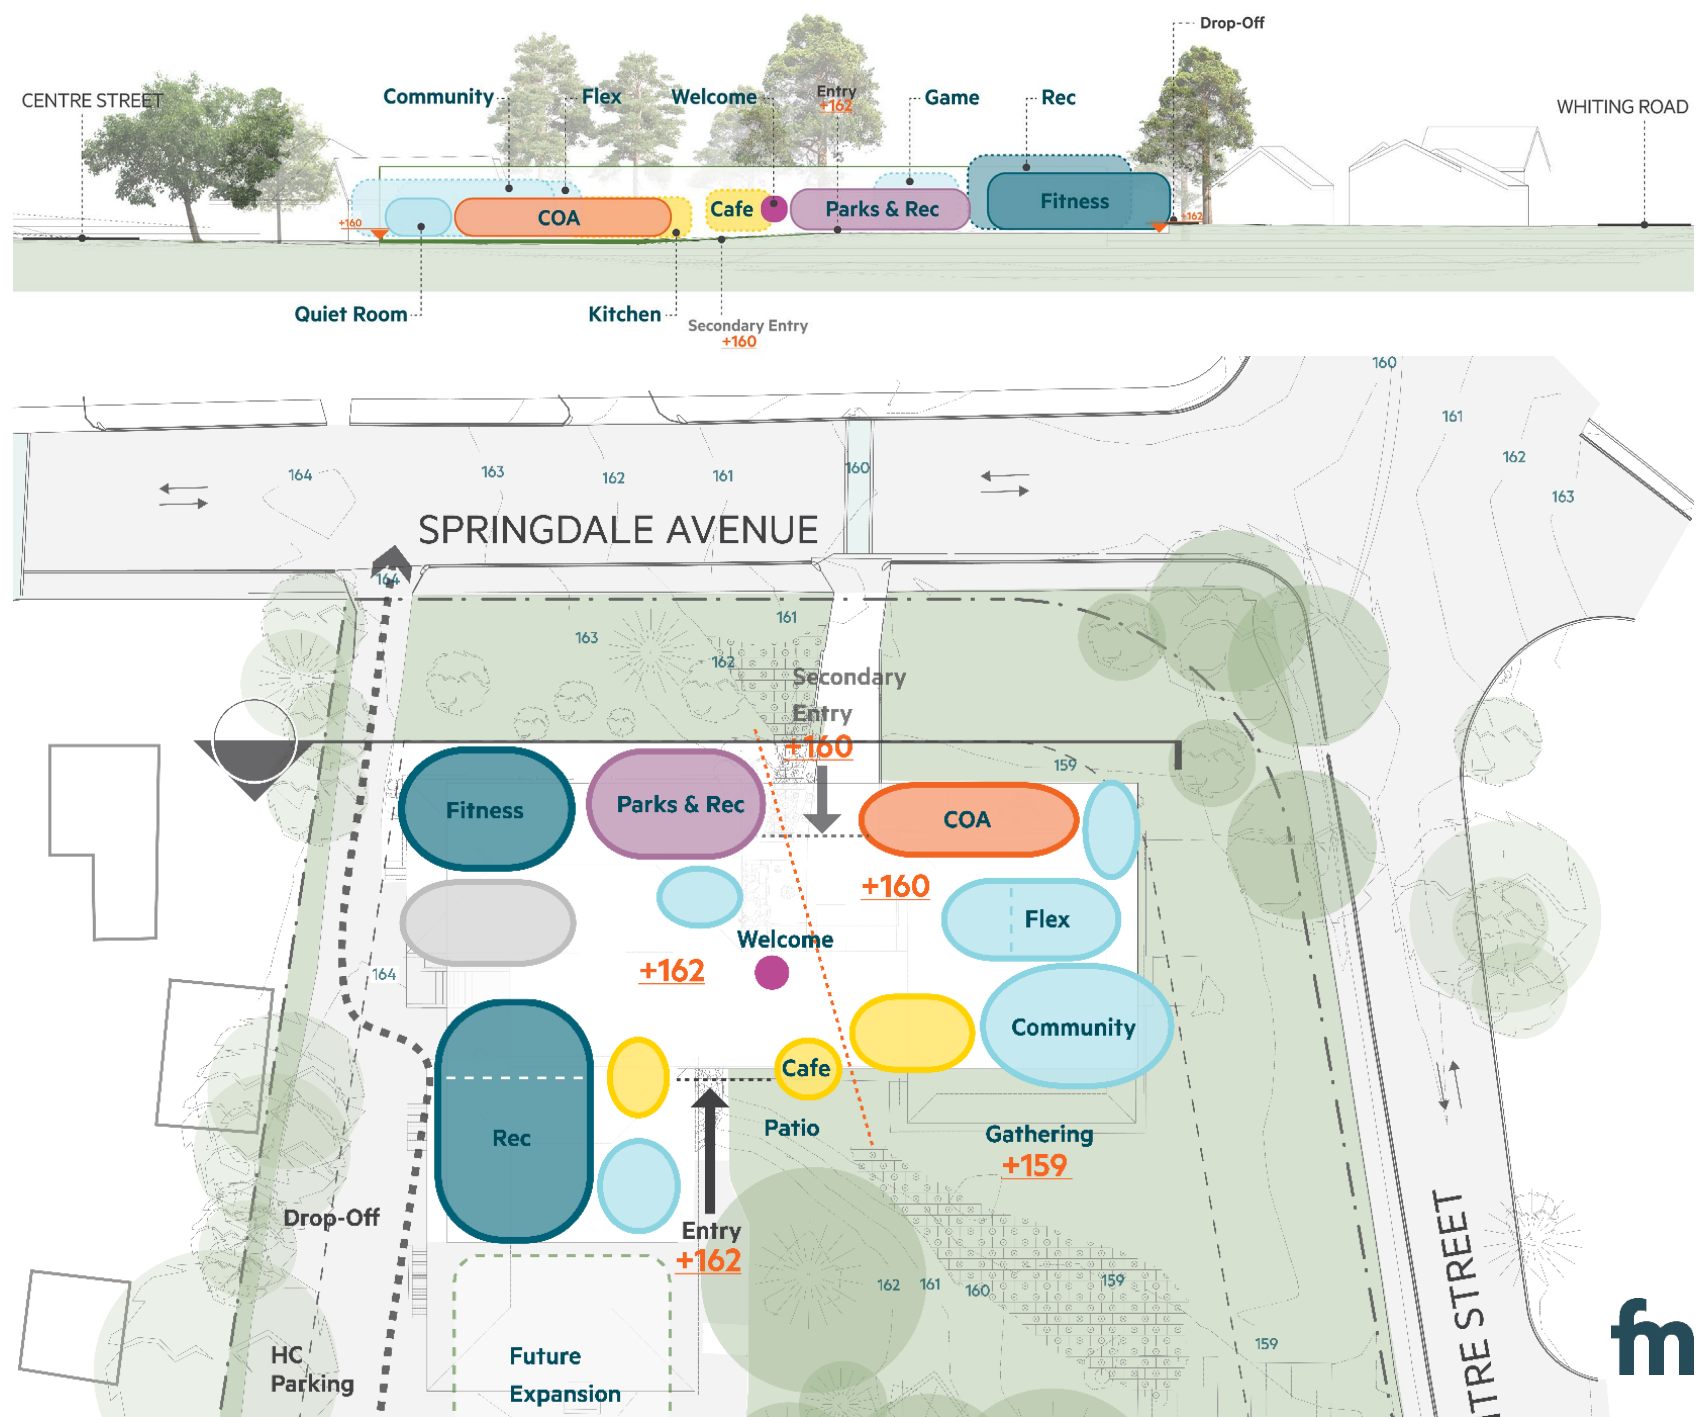 Drop-Off
CENTRE STREET
Community
Flex
Welcome
Entry
+162
Game
Rec
WHITING ROAD
COA
Cafe
Parks & Rec
Fitness
+160
+162
Quiet Room
Kitchen
Secondary Entry
+160
160
161
162
163
164
163
162
161
160
SPRINGDALE AVENUE
164
163
161
162
Secondary
Entry
+160
159
Fitness
Parks & Rec
COA
+160
Flex
Welcome
+162
164
Community
Cafe
Rec
Patio
Gathering
+159
Drop-Off
Entry
+162
162
161
160
159
159
HC
Parking
Future
Expansion
TRE STREET
fm